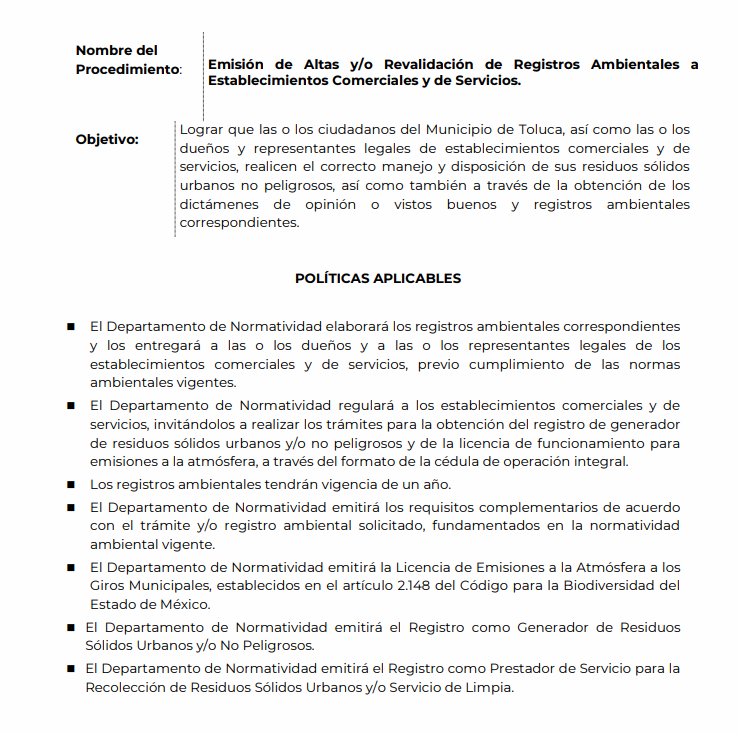 Nombre del
Procedimiento:
Emisión de Altas y/o Revalidación de Registros Ambientales a
Establecimientos Comerciales y de Servicios.
Objetivo:
Lograr que las o los ciudadanos del Municipio de Toluca, así como las o los
dueños y representantes legales de establecimientos comerciales y de
servicios, realicen el correcto manejo y disposición de sus residuos sólidos
urbanos no peligrosos, así como también a través de la obtención de los
dictámenes de opinión o vistos buenos y registros ambientales
correspondientes.
POLÍTICAS APLICABLES
■ El Departamento de Normatividad elaborará los registros ambientales correspondientes
y los entregará a las o los dueños y a las o los representantes legales de los
establecimientos comerciales y de servicios, previo cumplimiento de las normas
ambientales vigentes.
■ El Departamento de Normatividad regulará a los establecimientos comerciales y de
servicios, invitándolos a realizar los trámites para la obtención del registro de generador
de residuos sólidos urbanos y/o no peligrosos y de la licencia de funcionamiento para
emisiones a la atmósfera, a través del formato de la cédula de operación integral.
■ Los registros ambientales tendrán vigencia de un año.
■ El Departamento de Normatividad emitirá los requisitos complementarios de acuerdo
con el trámite y/o registro ambiental solicitado, fundamentados en la normatividad
ambiental vigente.
■ El Departamento de Normatividad emitirá la Licencia de Emisiones a la Atmósfera a los
Giros Municipales, establecidos en el artículo 2.148 del Código para la Biodiversidad del
Estado de México.
■ El Departamento de Normatividad emitirá el Registro como Generador de Residuos
Sólidos Urbanos y/o No Peligrosos.
■ El Departamento de Normatividad emitirá el Registro como Prestador de Servicio para la
Recolección de Residuos Sólidos Urbanos y/o Servicio de Limpia.